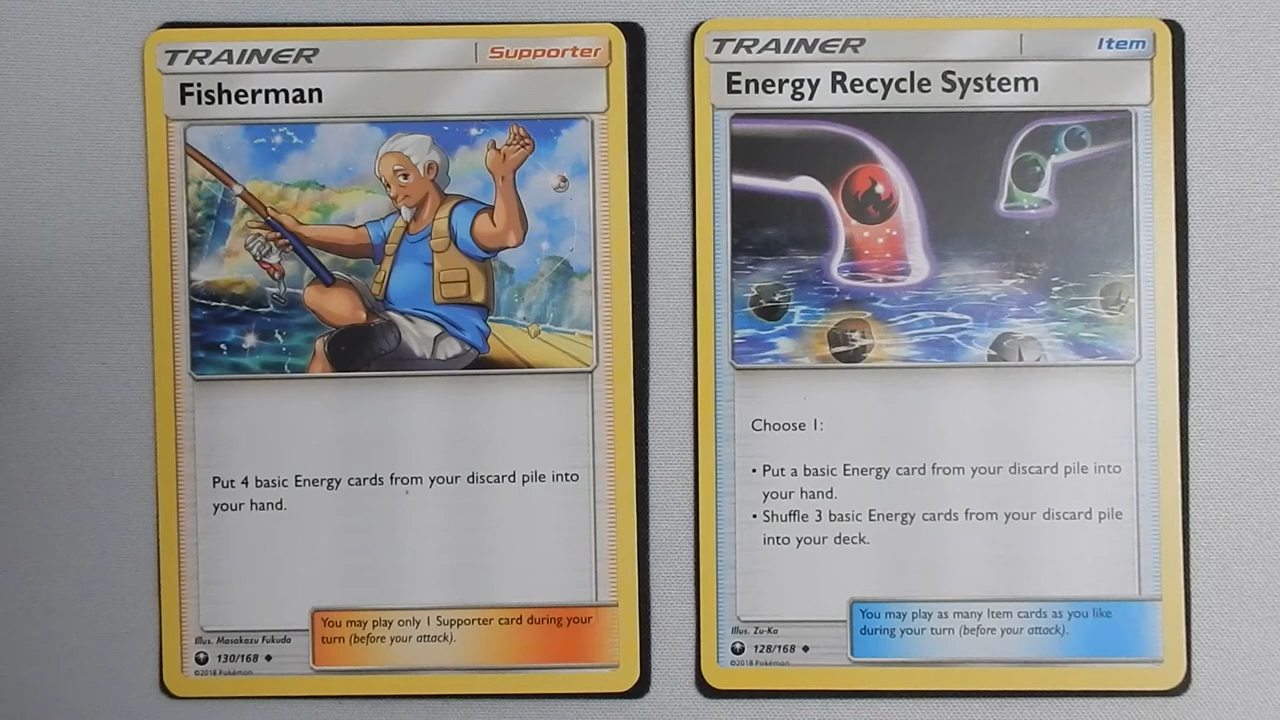 TRAINER
Supporter
Fisherman
Put 4 basic Energy cards from your discard pile into
your hand.
You may play only 1 Supporter card during your
turn (before your attack).
Illus. Masakazu Fukuda
130/168
©2018 Pokémon
TRAINER
Item
Energy Recycle System
Choose 1:
• Put a basic Energy card from your discard pile into
your hand.
• Shuffle 3 basic Energy cards from your discard pile
into your deck.
You may play as many Item cards as you like
during your turn (before your attack).
Illus. Zu-Ka
128/168
©2018 Pokémon